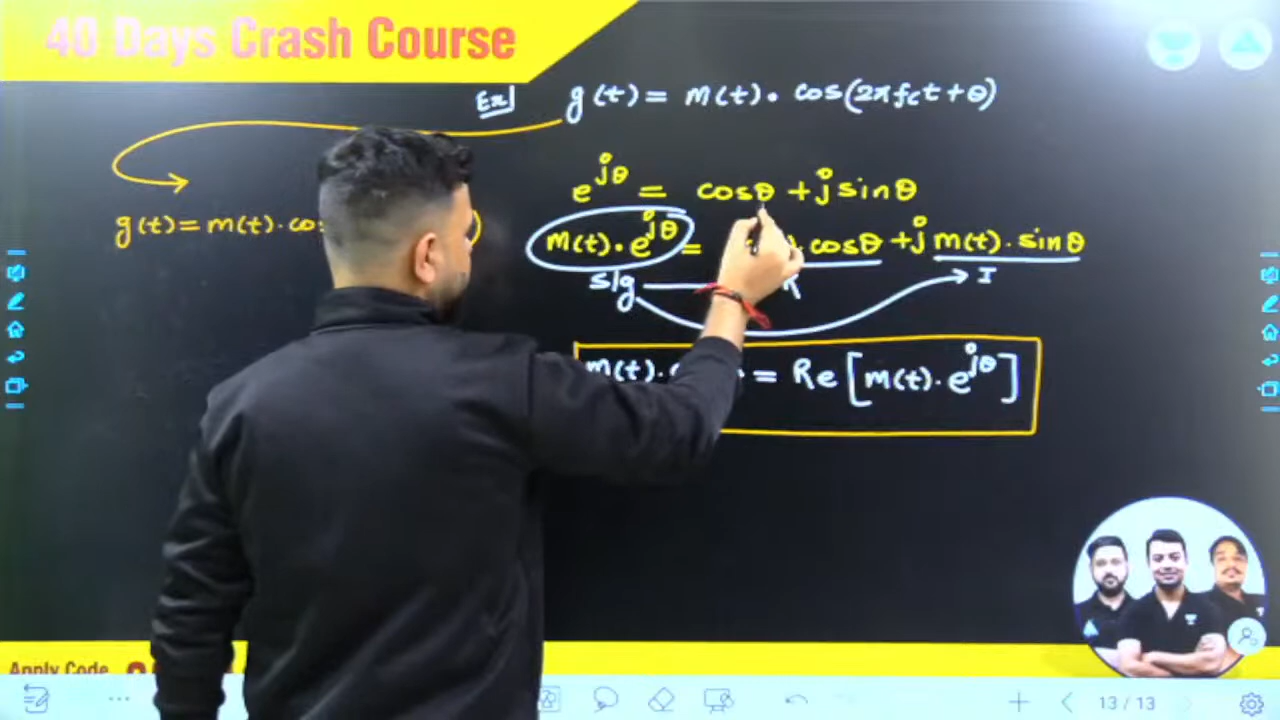 40 Days Crash Course
Ex] g(t) = m(t) · cos(2πfct + θ)
e^jθ = cosθ + j sinθ
g(t) = m(t) · cos )
m(t) · e^jθ = · cosθ + j m(t) · sinθ
s/g I
m(t) · = Re [m(t) · e^jθ]
Apply Code
13 / 13